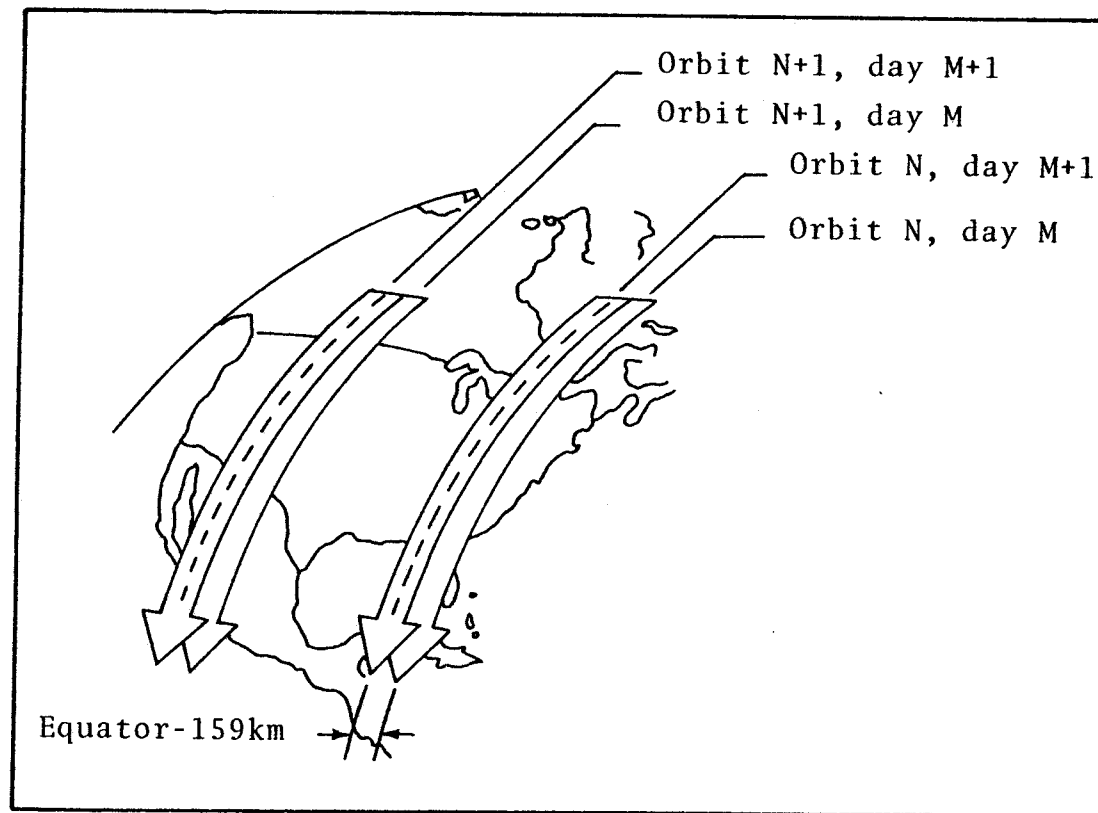 Orbit N+1, day M+1
Orbit N+1, day M
Orbit N, day M+1
Orbit N, day M
Equator-159km